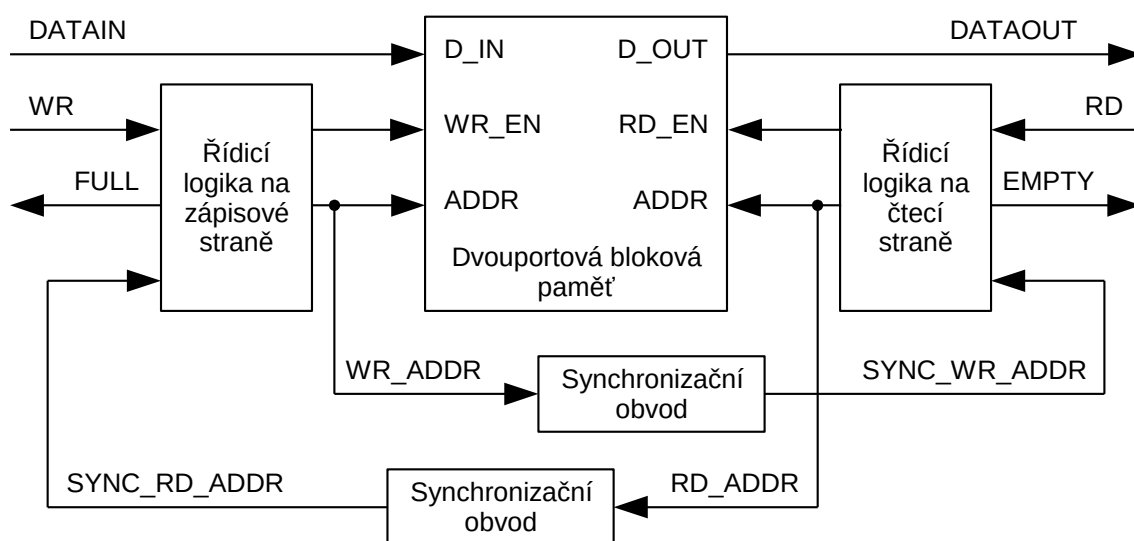 DATAIN
D_IN
D_OUT
DATAOUT
WR
WR_EN
RD_EN
RD
Řídicí
logika na
zápisové
straně
Řídicí
logika na
čtecí
straně
FULL
ADDR
ADDR
EMPTY
Dvouportová bloková
paměť
WR_ADDR
Synchronizační
obvod
SYNC_WR_ADDR
SYNC_RD_ADDR
Synchronizační
obvod
RD_ADDR